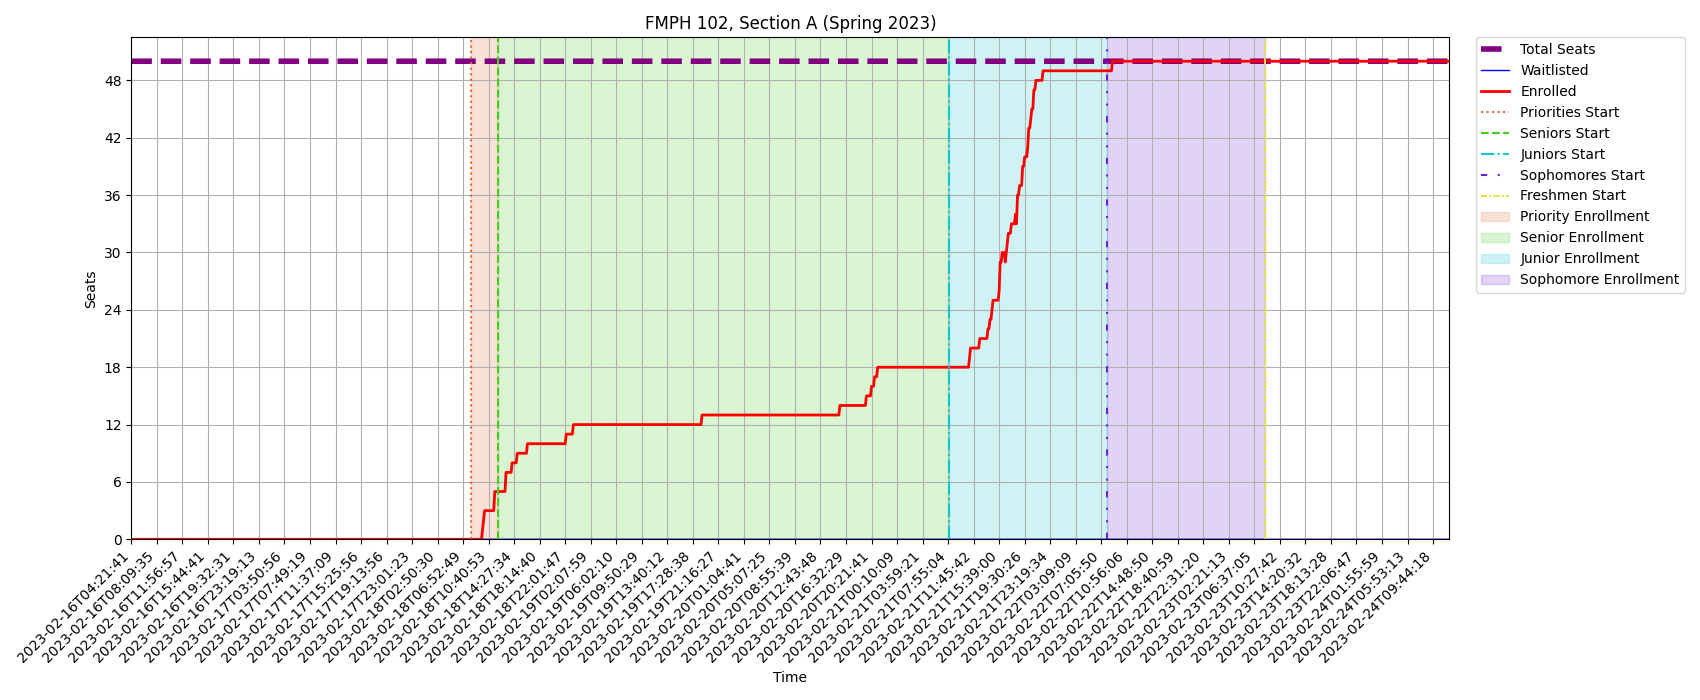 FMPH 102, Section A (Spring 2023)
Total Seats
Waitlisted
Enrolled
Priorities Start
Seniors Start
Juniors Start
Sophomores Start
Freshmen Start
Priority Enrollment
Senior Enrollment
Junior Enrollment
Sophomore Enrollment
Seats
48
42
36
30
24
18
12
6
0
2023-02-16T04:21:41
2023-02-16T08:09:35
2023-02-16T11:56:57
2023-02-16T15:44:41
2023-02-16T19:32:31
2023-02-16T23:19:13
2023-02-17T03:50:56
2023-02-17T07:49:19
2023-02-17T11:37:09
2023-02-17T15:25:56
2023-02-17T19:13:56
2023-02-17T23:01:23
2023-02-18T02:50:30
2023-02-18T06:52:49
2023-02-18T10:40:53
2023-02-18T14:27:34
2023-02-18T18:14:40
2023-02-18T22:01:47
2023-02-19T02:07:59
2023-02-19T06:02:10
2023-02-19T09:50:29
2023-02-19T13:40:12
2023-02-19T17:28:38
2023-02-19T21:16:27
2023-02-20T01:04:41
2023-02-20T05:07:25
2023-02-20T08:55:39
2023-02-20T12:43:48
2023-02-20T16:32:29
2023-02-20T20:21:41
2023-02-21T00:10:09
2023-02-21T03:59:21
2023-02-21T07:55:04
2023-02-21T11:45:42
2023-02-21T15:39:00
2023-02-21T19:30:26
2023-02-21T23:19:34
2023-02-22T03:09:09
2023-02-22T07:05:50
2023-02-22T10:56:06
2023-02-22T14:48:50
2023-02-22T18:40:59
2023-02-22T22:31:20
2023-02-23T02:21:13
2023-02-23T06:37:05
2023-02-23T10:27:42
2023-02-23T14:20:32
2023-02-23T18:13:28
2023-02-23T22:06:47
2023-02-24T01:55:59
2023-02-24T05:53:13
2023-02-24T09:44:18
Time